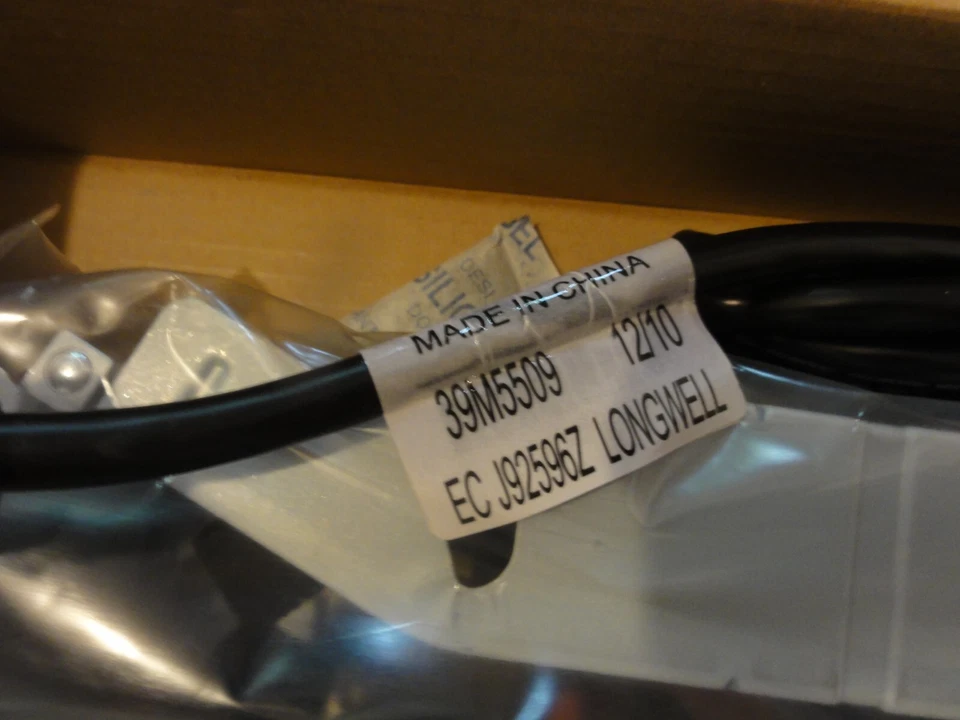 MADE IN CHINA
39M5509 12/10
EC J92596Z LONGWELL